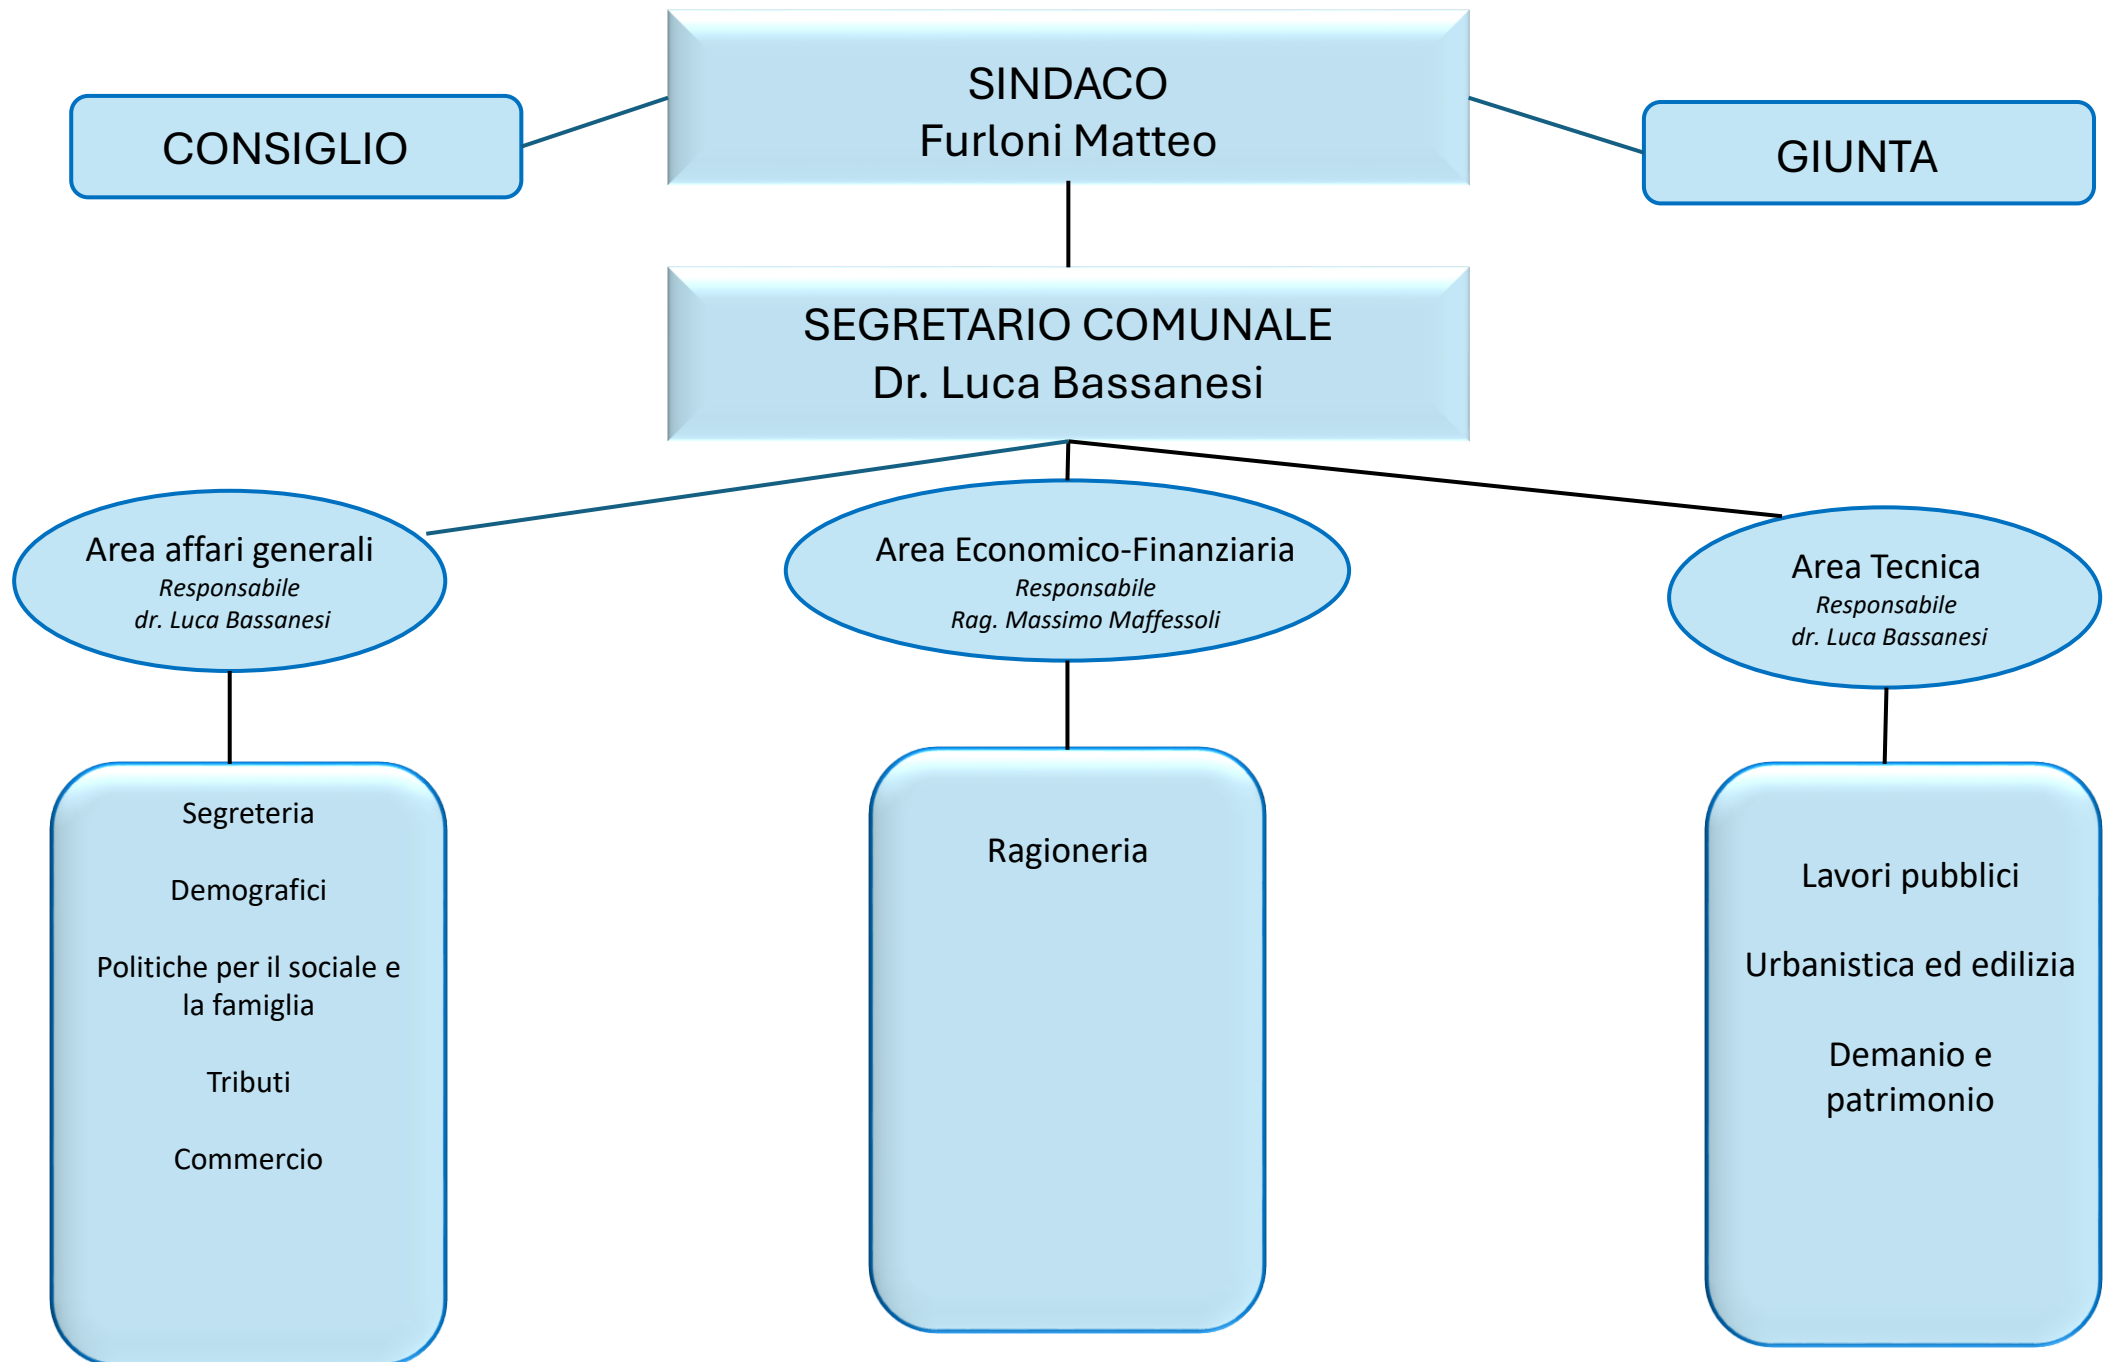 SINDACO
Furloni Matteo
CONSIGLIO
GIUNTA
SEGRETARIO COMUNALE
Dr. Luca Bassanesi
Area affari generali
Responsabile
dr. Luca Bassanesi
Area Economico-Finanziaria
Responsabile
Rag. Massimo Maffessoli
Area Tecnica
Responsabile
dr. Luca Bassanesi
Segreteria
Demografici
Politiche per il sociale e
la famiglia
Tributi
Commercio
Ragioneria
Lavori pubblici
Urbanistica ed edilizia
Demanio e
patrimonio